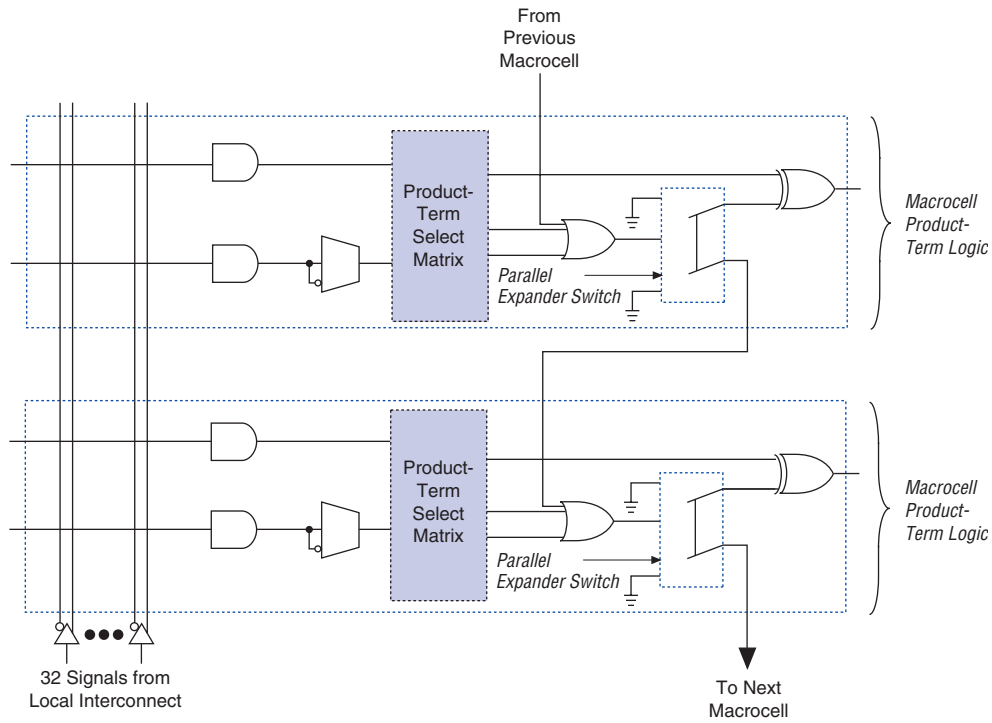 From
Previous
Macrocell
Product-
Term
Select
Matrix
Parallel
Expander Switch
Macrocell
Product-
Term Logic
Product-
Term
Select
Matrix
Parallel
Expander Switch
Macrocell
Product-
Term Logic
32 Signals from
Local Interconnect
To Next
Macrocell